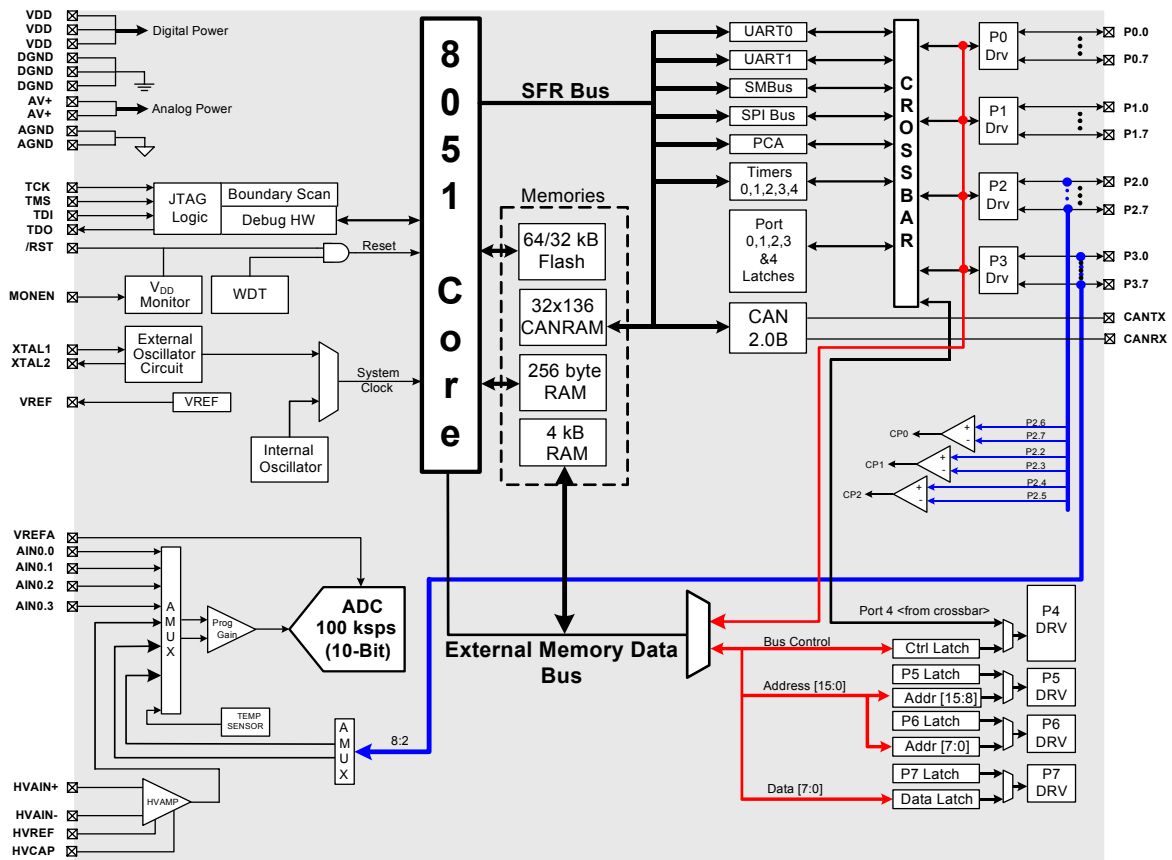 VDD
VDD
VDD
Digital Power
DGND
DGND
DGND
AV+
AV+
Analog Power
AGND
AGND
TCK
TMS
TDI
TDO
/RST
JTAG
Logic
Boundary Scan
Debug HW
Reset
MONEN
VDD
Monitor
WDT
XTAL1
XTAL2
External
Oscillator
Circuit
System
Clock
VREF
VREF
Internal
Oscillator
8
0
5
1
C
o
r
e
SFR Bus
Memories
64/32 kB
Flash
32x136
CANRAM
256 byte
RAM
4 kB
RAM
UART0
UART1
SMBus
SPI Bus
PCA
Timers
0,1,2,3,4
Port
0,1,2,3
&4
Latches
CAN
2.0B
C
R
O
S
S
B
A
R
P0
Drv
P1
Drv
P2
Drv
P3
Drv
P0.0
P0.7
P1.0
P1.7
P2.0
P2.7
P3.0
P3.7
CANTX
CANRX
CP0
+
-
P2.6
P2.7
CP1
+
-
P2.2
P2.3
CP2
+
-
P2.4
P2.5
VREFA
AIN0.0
AIN0.1
AIN0.2
AIN0.3
A
M
U
X
Prog
Gain
ADC
100 ksps
(10-Bit)
TEMP
SENSOR
A
M
U
X
8:2
HVAIN+
HVAIN-
HVREF
HVCAP
HVAMP
External Memory Data
Bus
Port 4 <from crossbar>
Bus Control
Ctrl Latch
P4
DRV
Address [15:0]
P5 Latch
Addr [15:8]
P5
DRV
P6 Latch
Addr [7:0]
P6
DRV
Data [7:0]
P7 Latch
Data Latch
P7
DRV